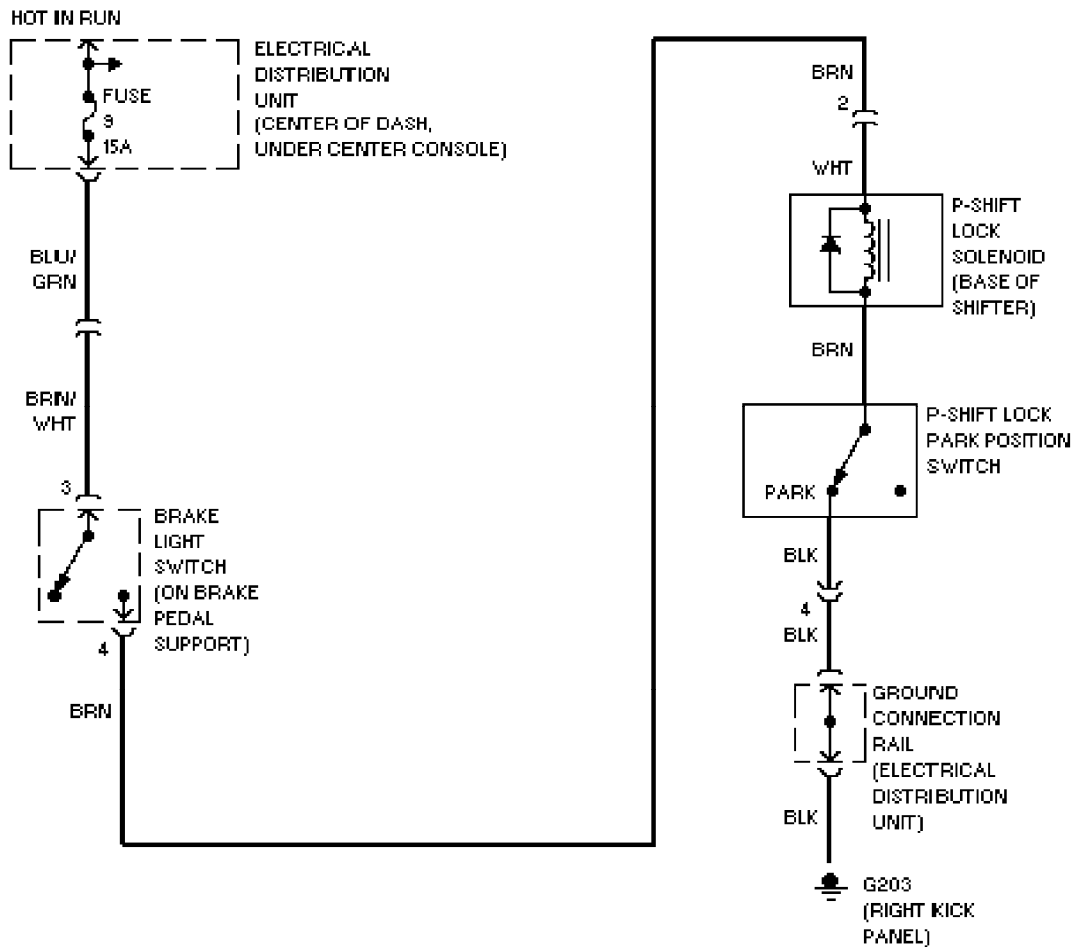 HOT IN RUN
ELECTRICAL
DISTRIBUTION
UNIT
(CENTER OF DASH,
UNDER CENTER CONSOLE)
FUSE
9
15A
BLU/
GRN
BRN/
WHT
3
BRAKE
LIGHT
SWITCH
(ON BRAKE
PEDAL
SUPPORT)
4
BRN
BRN
2
WHT
P-SHIFT
LOCK
SOLENOID
(BASE OF
SHIFTER)
BRN
P-SHIFT LOCK
PARK POSITION
SWITCH
PARK
BLK
4
BLK
GROUND
CONNECTION
RAIL
(ELECTRICAL
DISTRIBUTION
UNIT)
BLK
G203
(RIGHT KICK
PANEL)